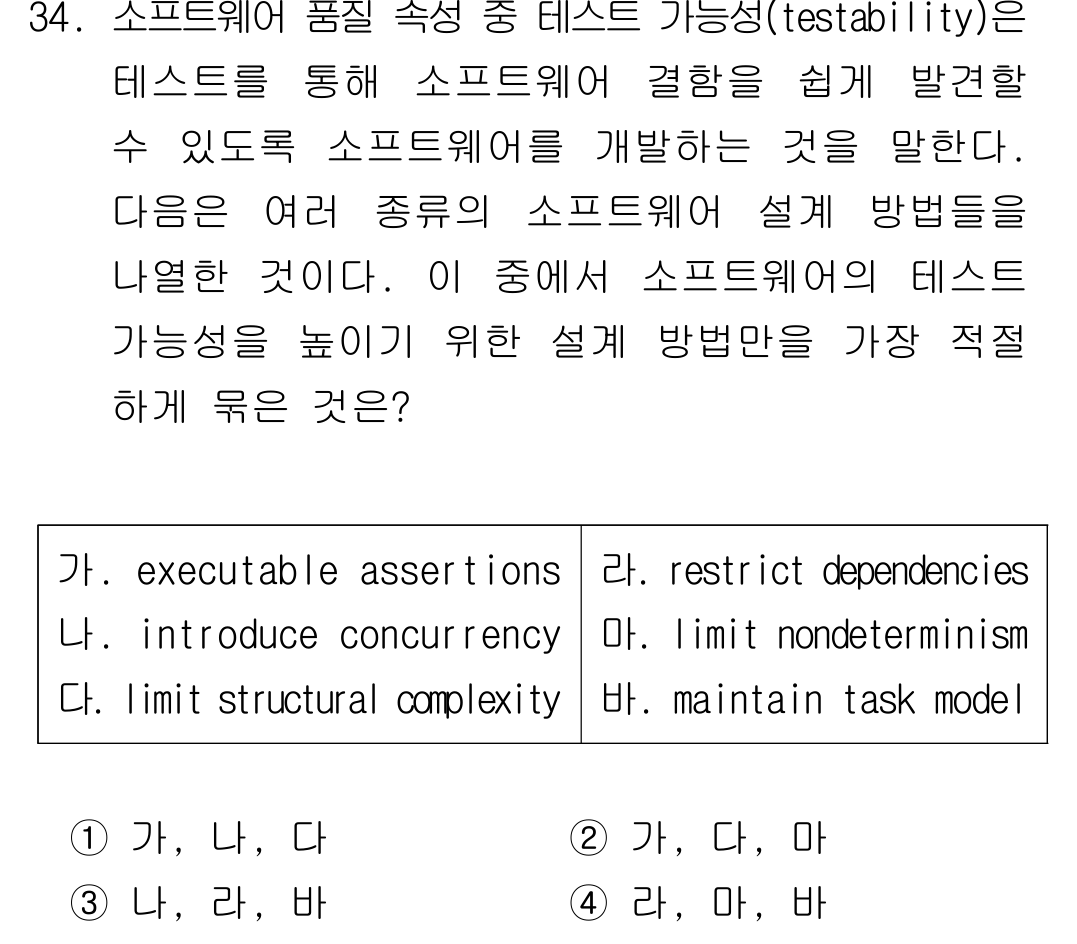 34. 소프트웨어 품질 속성 중 테스트 가능성(testability)은
테스트를 통해 소프트웨어 결함을 쉽게 발견할
수 있도록 소프트웨어를 개발하는 것을 말한다.
다음은 여러 종류의 소프트웨어 설계 방법들을
나열한 것이다. 이 중에서 소프트웨어의 테스트
가능성을 높이기 위한 설계 방법만을 가장 적절
하게 묶은 것은?
가. executable assertions
나. introduce concurrency
다. limit structural complexity
라. restrict dependencies
마. limit nondeterminism
바. maintain task model
① 가, 나, 다
② 가, 다, 마
③ 나, 라, 바
④ 라, 마, 바